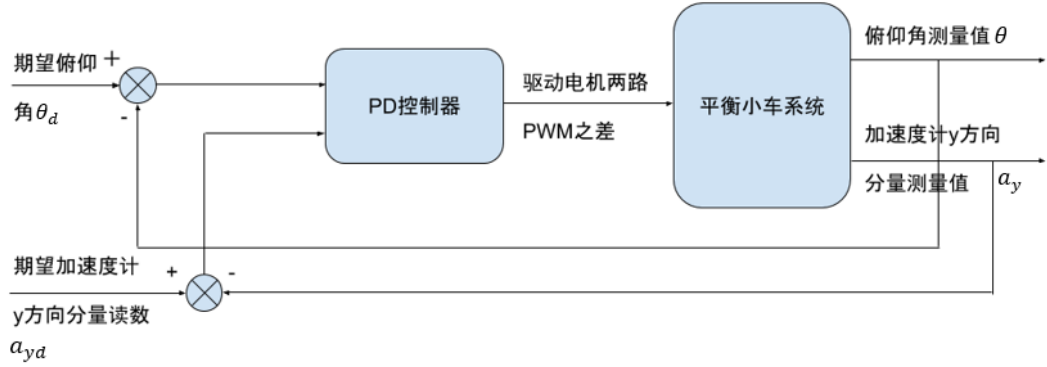 期望俯仰 +
角θ_d
-
PD控制器
驱动电机两路
PWM之差
平衡小车系统
俯仰角测量值 θ
加速度计y方向
分量测量值
a_y
期望加速度计
+
-
y方向分量读数
a_yd